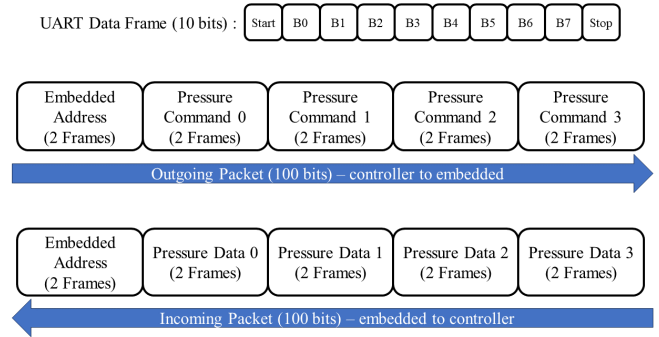 UART Data Frame (10 bits) : Start B0 B1 B2 B3 B4 B5 B6 B7 Stop
Embedded Address (2 Frames)
Pressure Command 0 (2 Frames)
Pressure Command 1 (2 Frames)
Pressure Command 2 (2 Frames)
Pressure Command 3 (2 Frames)
Outgoing Packet (100 bits) – controller to embedded
Embedded Address (2 Frames)
Pressure Data 0 (2 Frames)
Pressure Data 1 (2 Frames)
Pressure Data 2 (2 Frames)
Pressure Data 3 (2 Frames)
Incoming Packet (100 bits) – embedded to controller